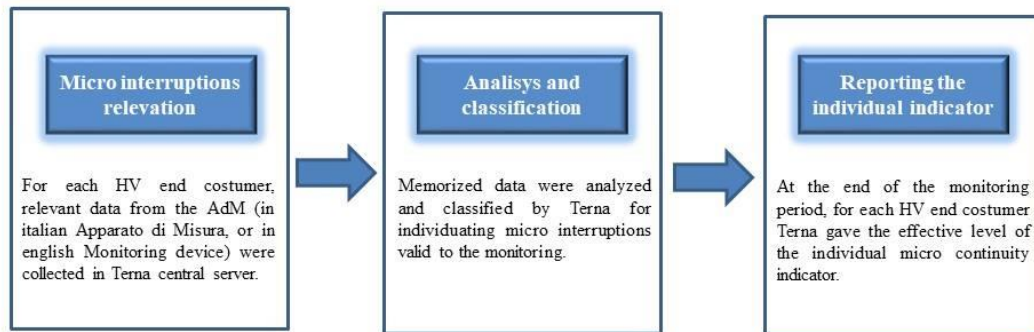 Micro interruptions
relevation
For each HV end costumer,
relevant data from the AdM (in
italian Apparato di Misura, or in
english Monitoring device) were
collected in Terna central server.
Analisys and
classification
Memorized data were analyzed
and classified by Terna for
individuating micro interruptions
valid to the monitoring.
Reporting the
individual indicator
At the end of the monitoring
period, for each HV end costumer
Terna gave the effective level of
the individual micro continuity
indicator.